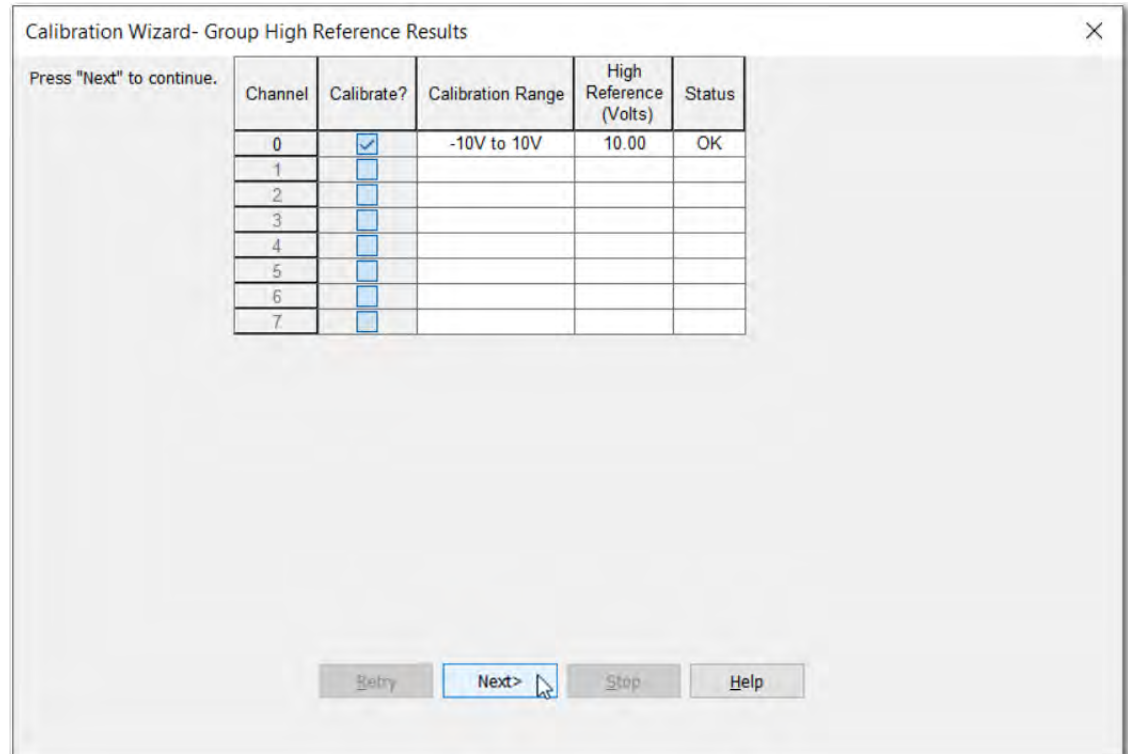 Calibration Wizard- Group High Reference Results
Press "Next" to continue.
Channel Calibrate? Calibration Range High Reference (Volts) Status
0 -10V to 10V 10.00 OK
1
2
3
4
5
6
7
Retry Next> Stop Help